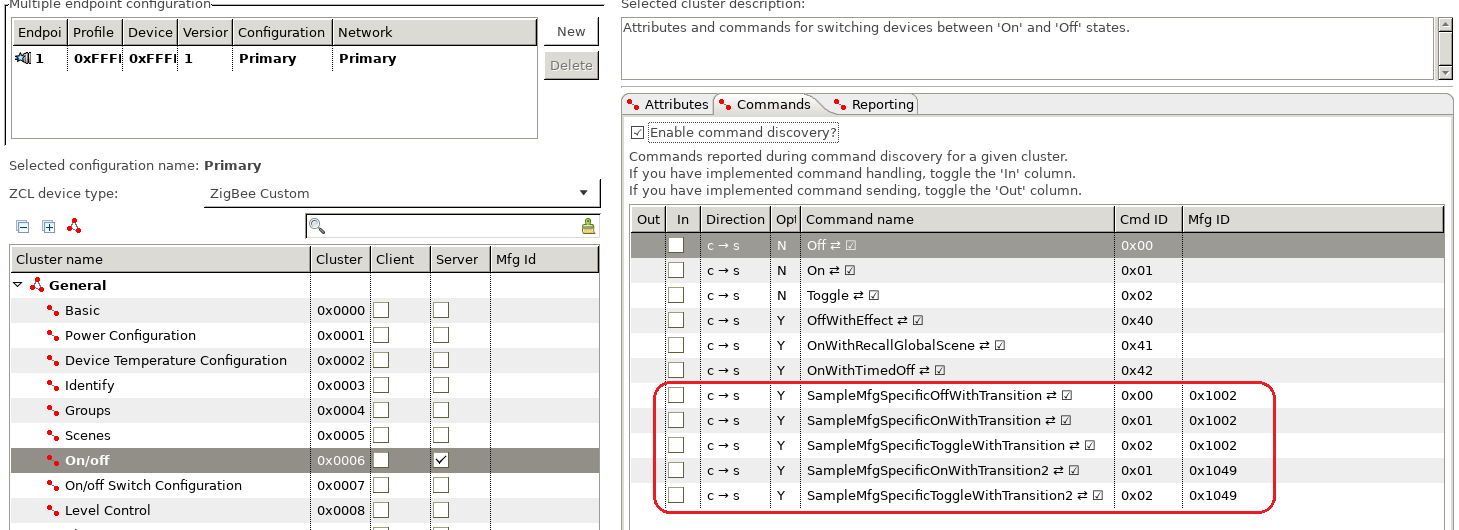 Multiple endpoint configuration
Endpoi Profile Device Version Configuration Network
1 0xFFFF 0xFFFF 1 Primary Primary
New
Delete
Selected configuration name: Primary
ZCL device type: ZigBee Custom
Cluster name Cluster Client Server Mfg Id
General
Basic 0x0000
Power Configuration 0x0001
Device Temperature Configuration 0x0002
Identify 0x0003
Groups 0x0004
Scenes 0x0005
On/off 0x0006
On/off Switch Configuration 0x0007
Level Control 0x0008
Selected cluster description:
Attributes and commands for switching devices between 'On' and 'Off' states.
Attributes Commands Reporting
Enable command discovery?
Commands reported during command discovery for a given cluster.
If you have implemented command handling, toggle the 'In' column.
If you have implemented command sending, toggle the 'Out' column.
Out In Direction Opt Command name Cmd ID Mfg ID
c → s N Off ⇄ ☑ 0x00
c → s N On ⇄ ☑ 0x01
c → s N Toggle ⇄ ☑ 0x02
c → s Y OffWithEffect ⇄ ☑ 0x40
c → s Y OnWithRecallGlobalScene ⇄ ☑ 0x41
c → s Y OnWithTimedOff ⇄ ☑ 0x42
c → s Y SampleMfgSpecificOffWithTransition ⇄ ☑ 0x00 0x1002
c → s Y SampleMfgSpecificOnWithTransition ⇄ ☑ 0x01 0x1002
c → s Y SampleMfgSpecificToggleWithTransition ⇄ ☑ 0x02 0x1002
c → s Y SampleMfgSpecificOnWithTransition2 ⇄ ☑ 0x01 0x1049
c → s Y SampleMfgSpecificToggleWithTransition2 ⇄ ☑ 0x02 0x1049